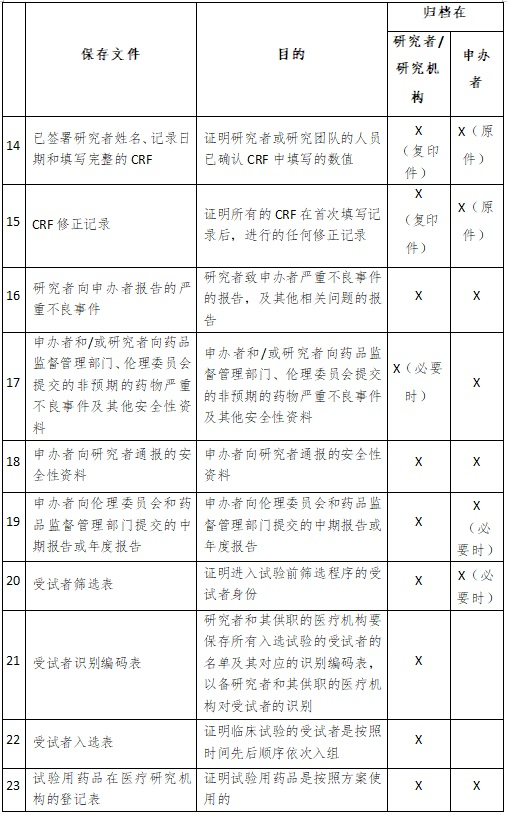 归档在
保存文件
目的
研究者/
研究机
构
申办
者
14
已签署研究者姓名、记录日
期和填写完整的 CRF
证明研究者或研究团队的人员
已确认 CRF 中填写的数值
X
（复印
件）
X（原
件）
15
CRF 修正记录
证明所有的 CRF 在首次填写记
录后，进行的任何修正记录
X
（复印
件）
X（原
件）
16
研究者向申办者报告的严
重不良事件
研究者致申办者严重不良事件
的报告，及其他相关问题的报
告
X
X
17
申办者和/或研究者向药品
监督管理部门、伦理委员会
提交的非预期的药物严重
不良事件及其他安全性资
料
申办者和/或研究者向药品监
督管理部门、伦理委员会提交
的非预期的药物严重不良事件
及其他安全性资料
X（必要
时）
X
18
申办者向研究者通报的安
全性资料
申办者向研究者通报的安全性
资料
X
X
19
申办者向伦理委员会和药
品监督管理部门提交的中
期报告或年度报告
申办者向伦理委员会和药品监
督管理部门提交的中期报告或
年度报告
X
X
（必
要时）
20
受试者筛选表
证明进入试验前筛选程序的受
试者身份
X
X（必
要时）
21
受试者识别编码表
研究者和其供职的医疗机构要
保存所有入选试验的受试者的
名单及其对应的识别编码表，
以备研究者和其供职的医疗机
构对受试者的识别
X
22
受试者入选表
证明临床试验的受试者是按照
时间先后顺序依次入组
X
23
试验用药品在医疗研究机
构的登记表
证明试验用药品是按照方案使
用的
X
X